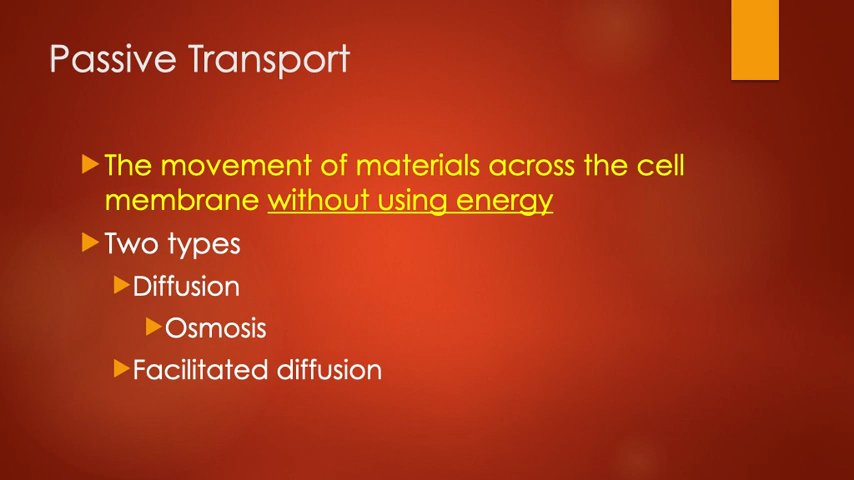 Passive Transport
The movement of materials across the cell
membrane without using energy
Two types
Diffusion
Osmosis
Facilitated diffusion